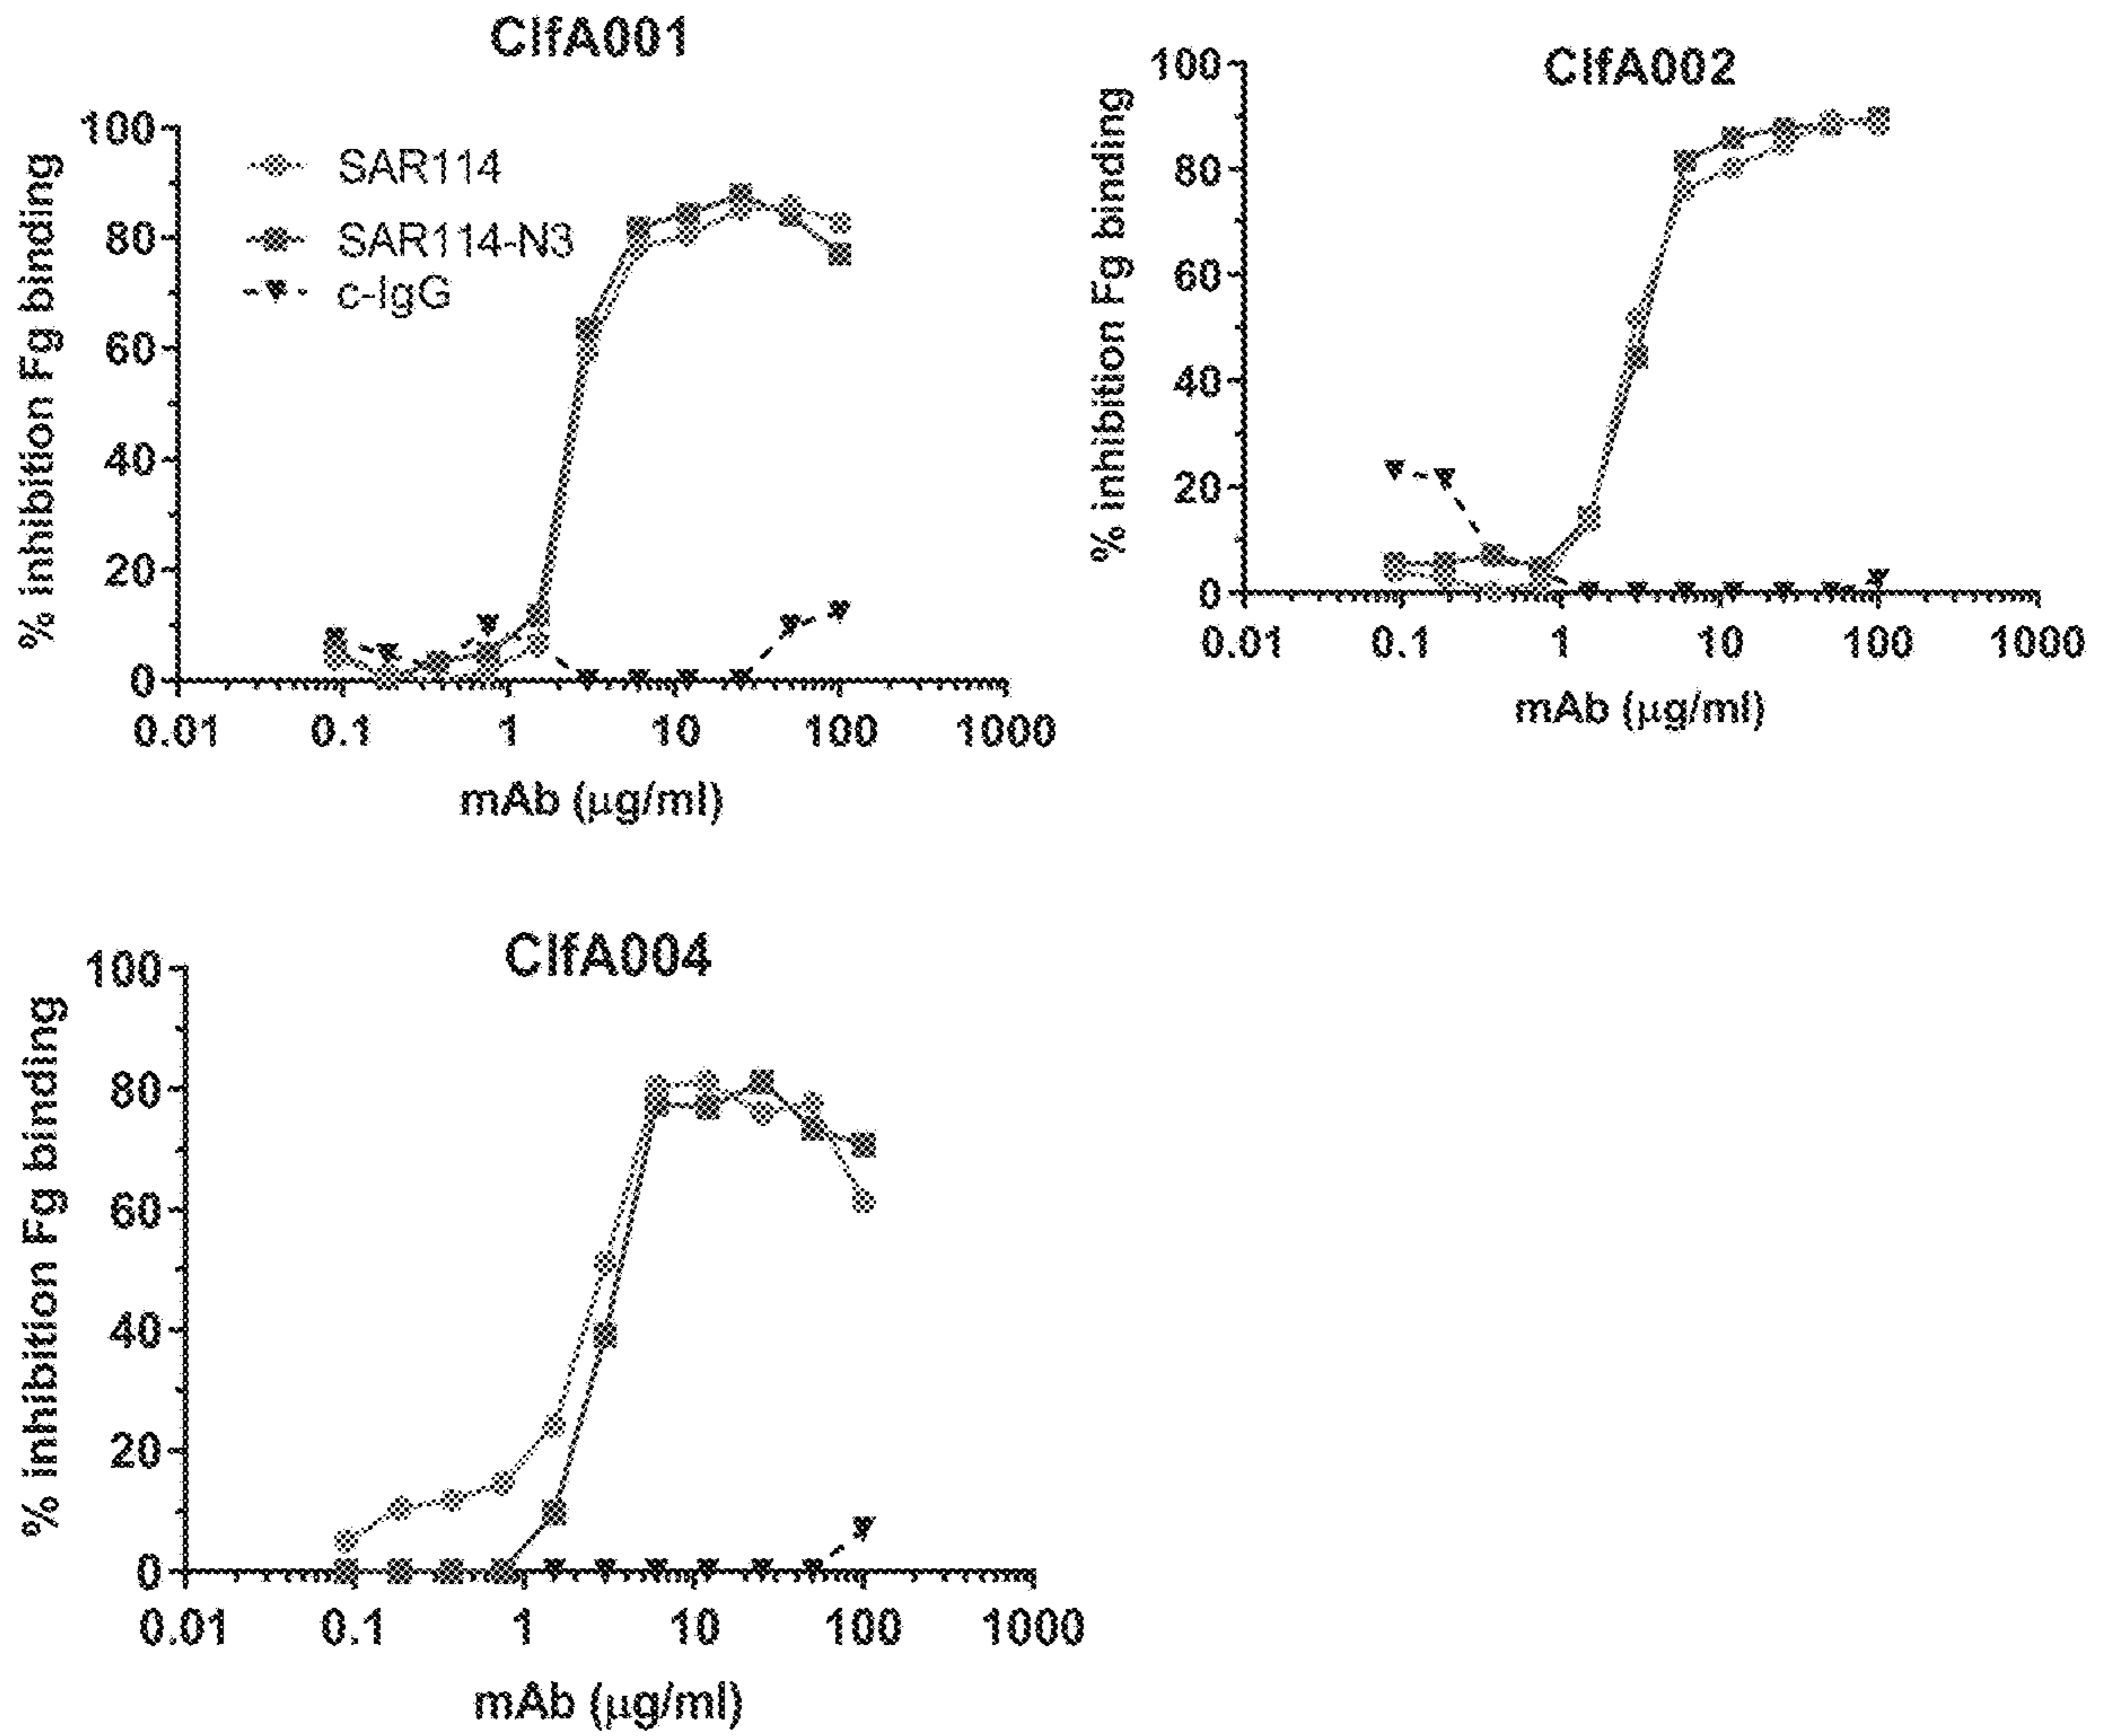 ClfA001
% inhibition Fg binding
100
80
60
40
20
0
SAR114
SAR114-N3
c-IgG
0.01 0.1 1 10 100 1000
mAb (μg/ml)
ClfA002
% inhibition Fg binding
100
80
60
40
20
0
0.01 0.1 1 10 100 1000
mAb (μg/ml)
ClfA004
% inhibition Fg binding
100
80
60
40
20
0
0.01 0.1 1 10 100 1000
mAb (μg/ml)